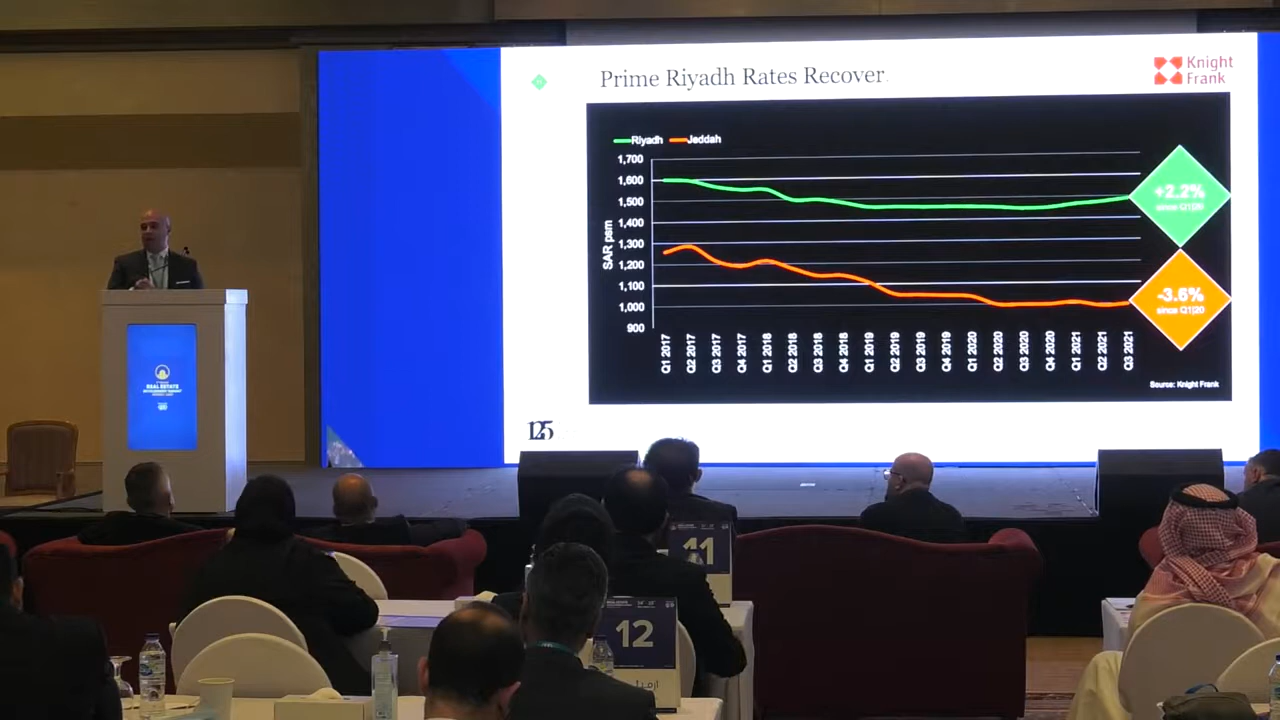 Prime Riyadh Rates Recover
Knight
Frank
Riyadh Jeddah
1,700
1,600
1,500
1,400
1,300
1,200
1,100
1,000
900
SAR psm
Q1 2017
Q2 2017
Q3 2017
Q4 2017
Q1 2018
Q2 2018
Q3 2018
Q4 2018
Q1 2019
Q2 2019
Q3 2019
Q4 2019
Q1 2020
Q2 2020
Q3 2020
Q4 2020
Q1 2021
Q2 2021
Q3 2021
+2.2%
since Q1|20
-3.6%
since Q1|20
Source: Knight Frank
125
REAL ESTATE
DEVELOPMENT SUMMIT
11
12